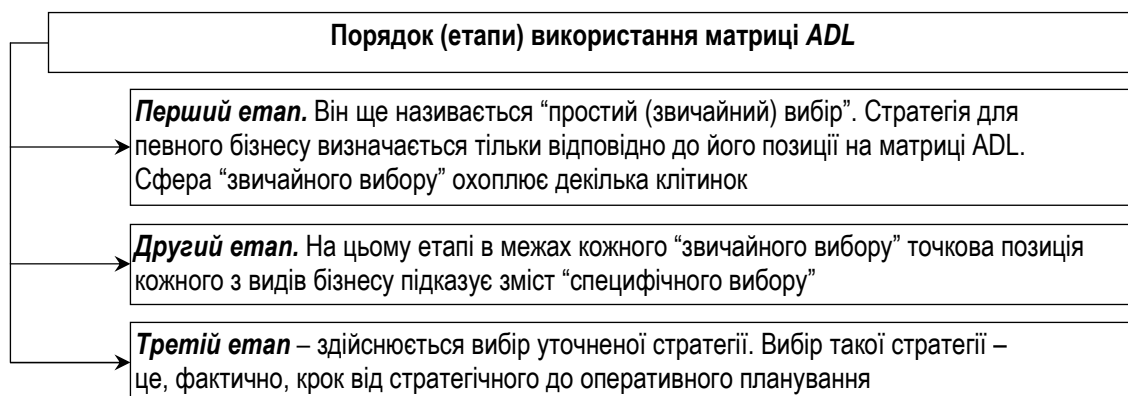 Порядок (етапи) використання матриці ADL
Перший етап. Він ще називається “простий (звичайний) вибір”. Стратегія для
певного бізнесу визначається тільки відповідно до його позиції на матриці ADL.
Сфера “звичайного вибору” охоплює декілька клітинок
Другий етап. На цьому етапі в межах кожного “звичайного вибору” точкова позиція
кожного з видів бізнесу підказує зміст “специфічного вибору”
Третій етап – здійснюється вибір уточненої стратегії. Вибір такої стратегії –
це, фактично, крок від стратегічного до оперативного планування